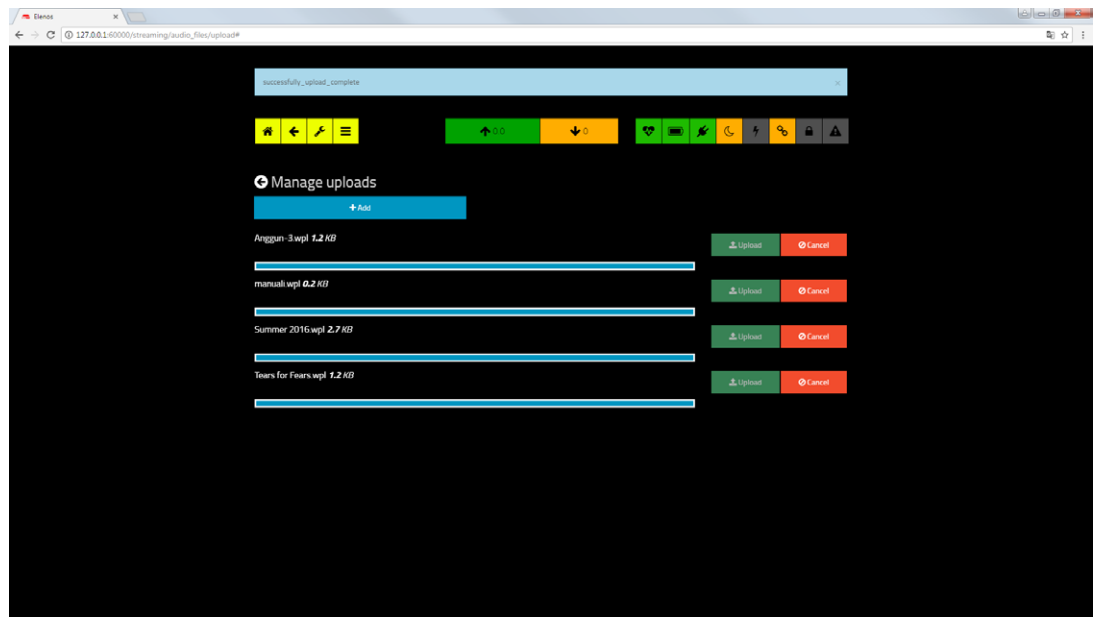 Elenos
127.0.0.1:60000/streaming/audio_files/upload#
successfully_upload_complete ×
0.0 0
Manage uploads
+ Add
Anggun-3.wpl 1.2 KB
Upload Cancel
manuali.wpl 0.2 KB
Upload Cancel
Summer 2016.wpl 2.7 KB
Upload Cancel
Tears for Fears.wpl 1.2 KB
Upload Cancel